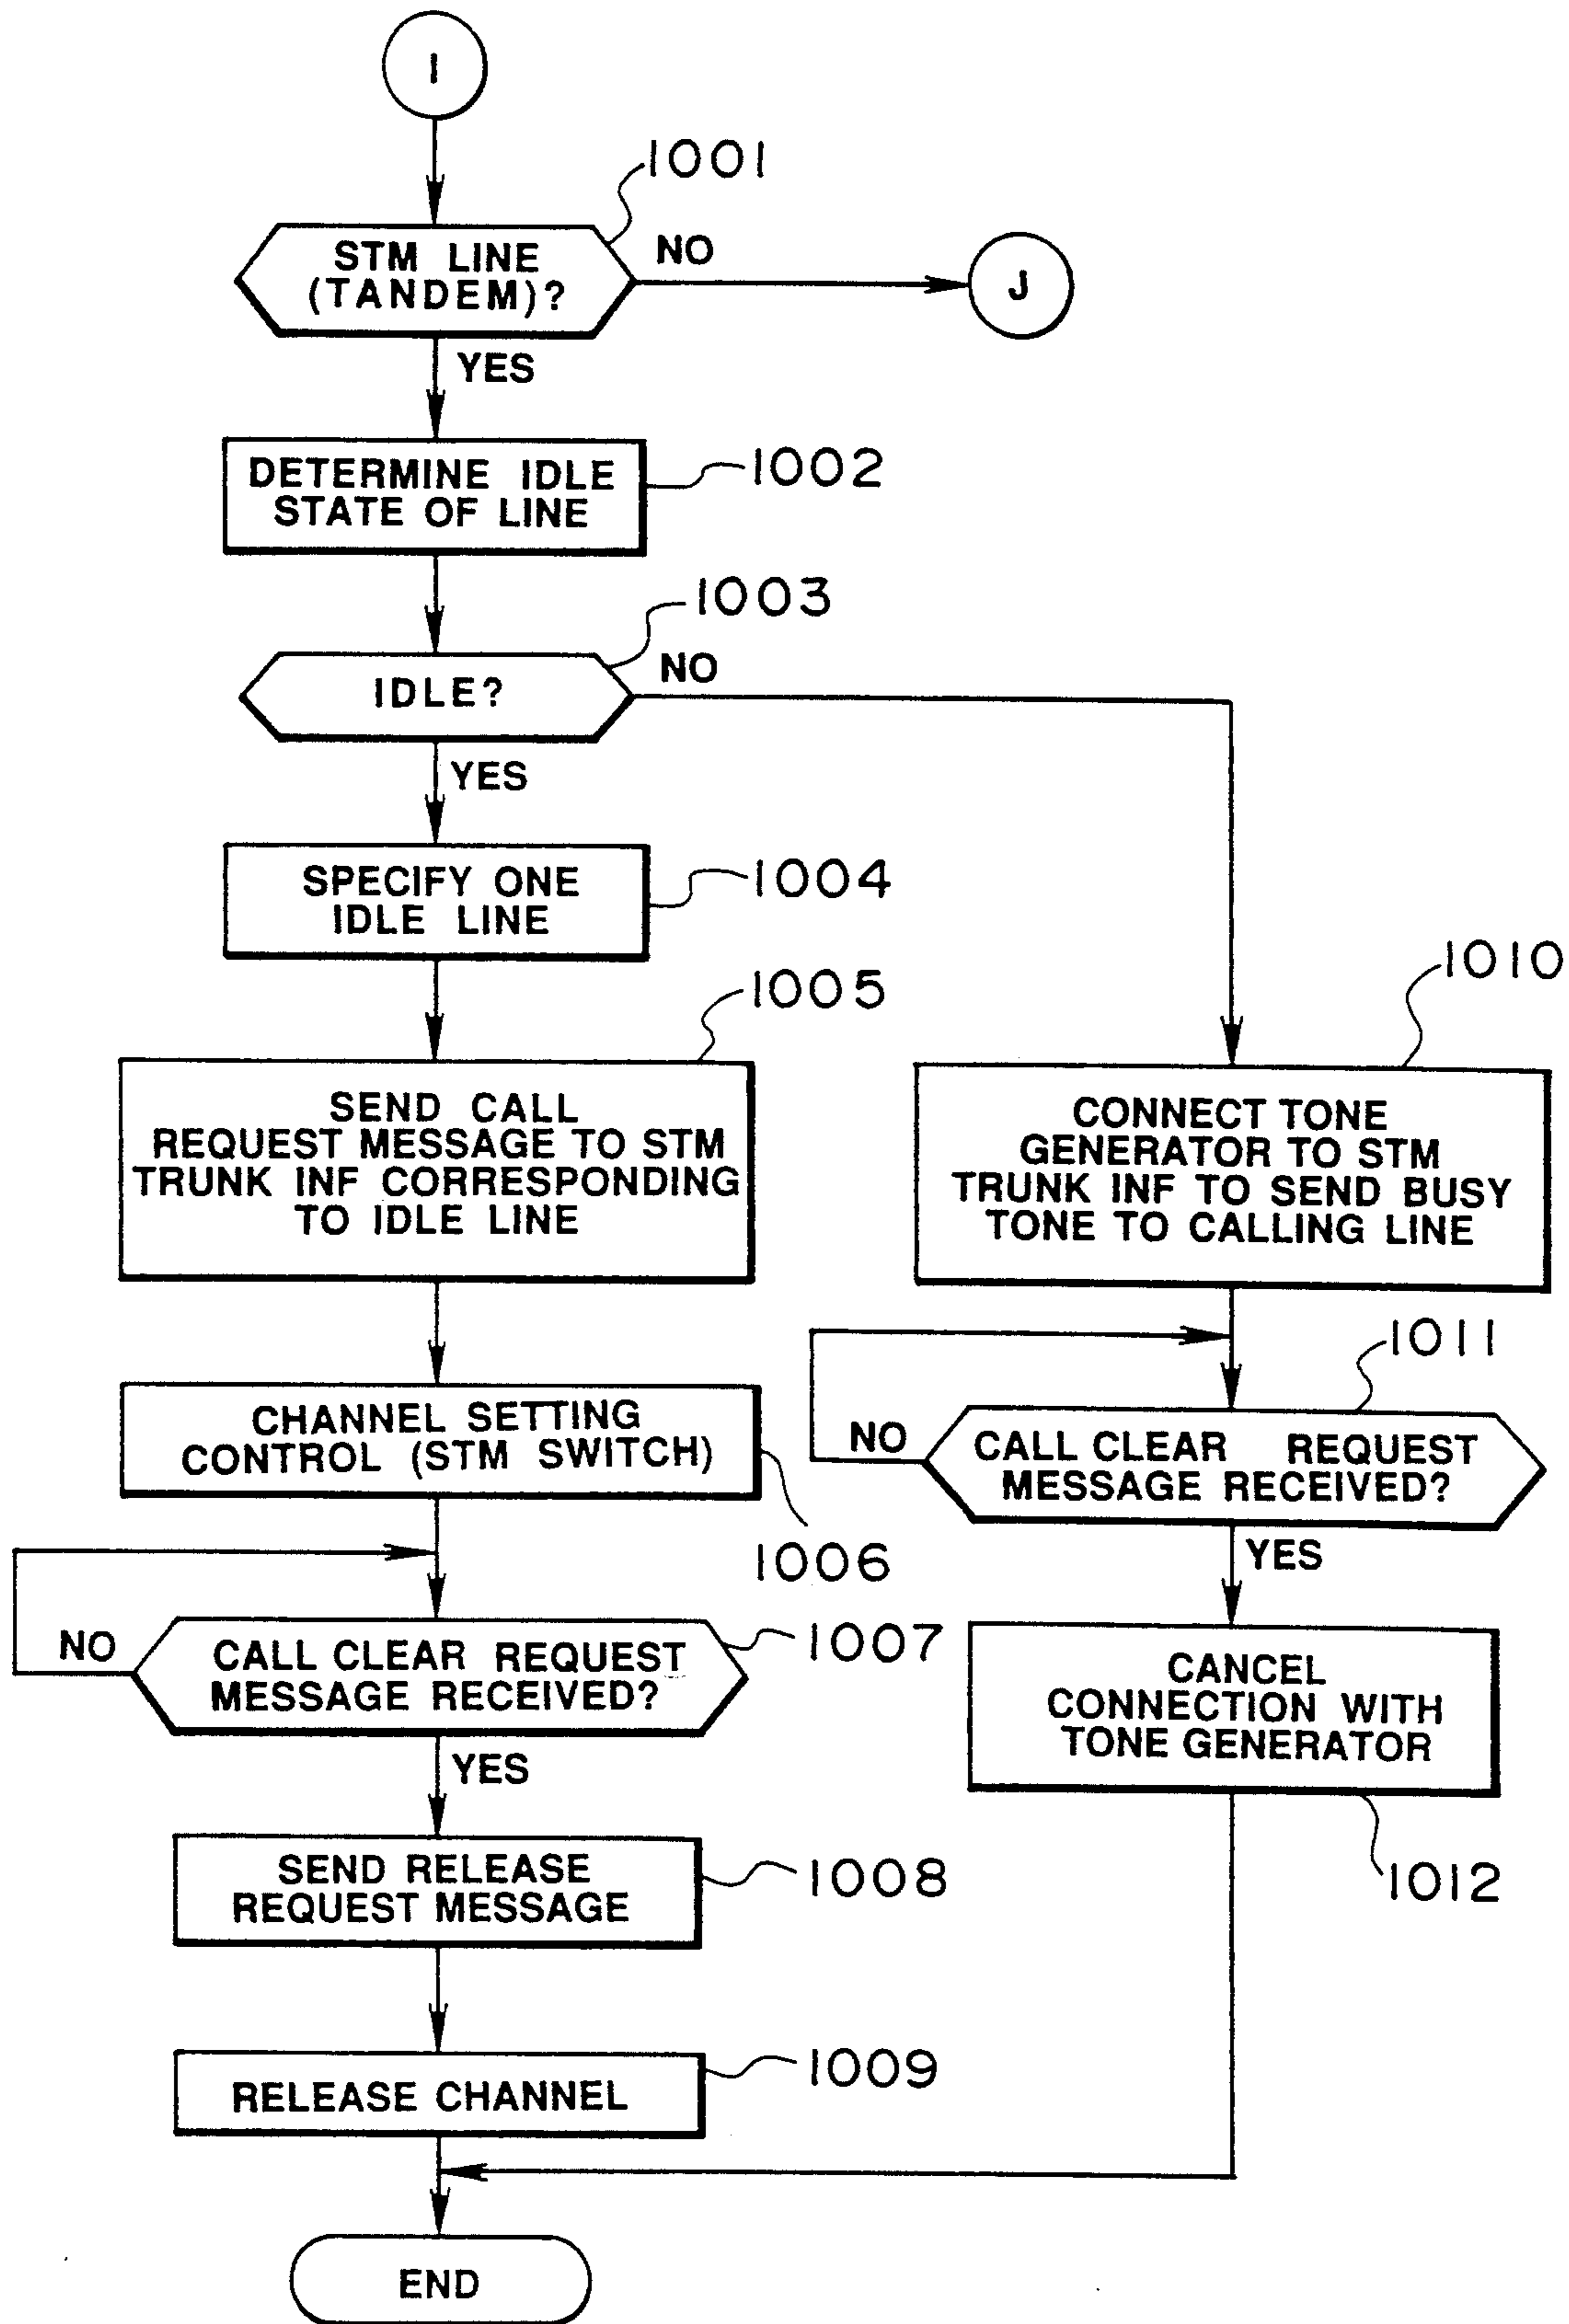 I
1001
STM LINE
(TANDEM)?
NO
J
YES
DETERMINE IDLE
STATE OF LINE
1002
1003
IDLE?
NO
YES
SPECIFY ONE
IDLE LINE
1004
1005
SEND CALL
REQUEST MESSAGE TO STM
TRUNK INF CORRESPONDING
TO IDLE LINE
1010
CONNECT TONE
GENERATOR TO STM
TRUNK INF TO SEND BUSY
TONE TO CALLING LINE
CHANNEL SETTING
CONTROL (STM SWITCH)
1006
1011
NO
CALL CLEAR REQUEST
MESSAGE RECEIVED?
YES
NO
CALL CLEAR REQUEST
MESSAGE RECEIVED?
1007
YES
CANCEL
CONNECTION WITH
TONE GENERATOR
1012
SEND RELEASE
REQUEST MESSAGE
1008
RELEASE CHANNEL
1009
END